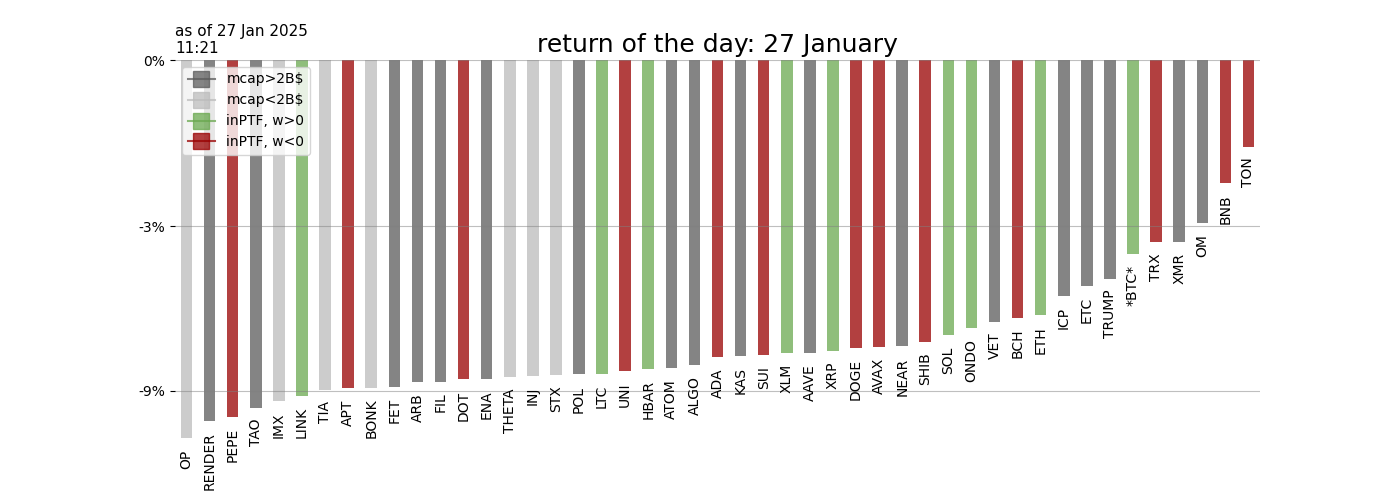 as of 27 Jan 2025
11:21
return of the day: 27 January
0%
-3%
-9%
mcap>2B$
mcap<2B$
inPTF, w>0
inPTF, w<0
OP
RENDER
PEPE
TAO
IMX
LINK
TIA
APT
BONK
FET
ARB
FIL
DOT
ENA
THETA
INJ
STX
POL
LTC
UNI
HBAR
ATOM
ALGO
ADA
KAS
SUI
XLM
AAVE
XRP
DOGE
AVAX
NEAR
SHIB
SOL
ONDO
VET
BCH
ETH
ICP
ETC
TRUMP
*BTC*
TRX
XMR
OM
BNB
TON